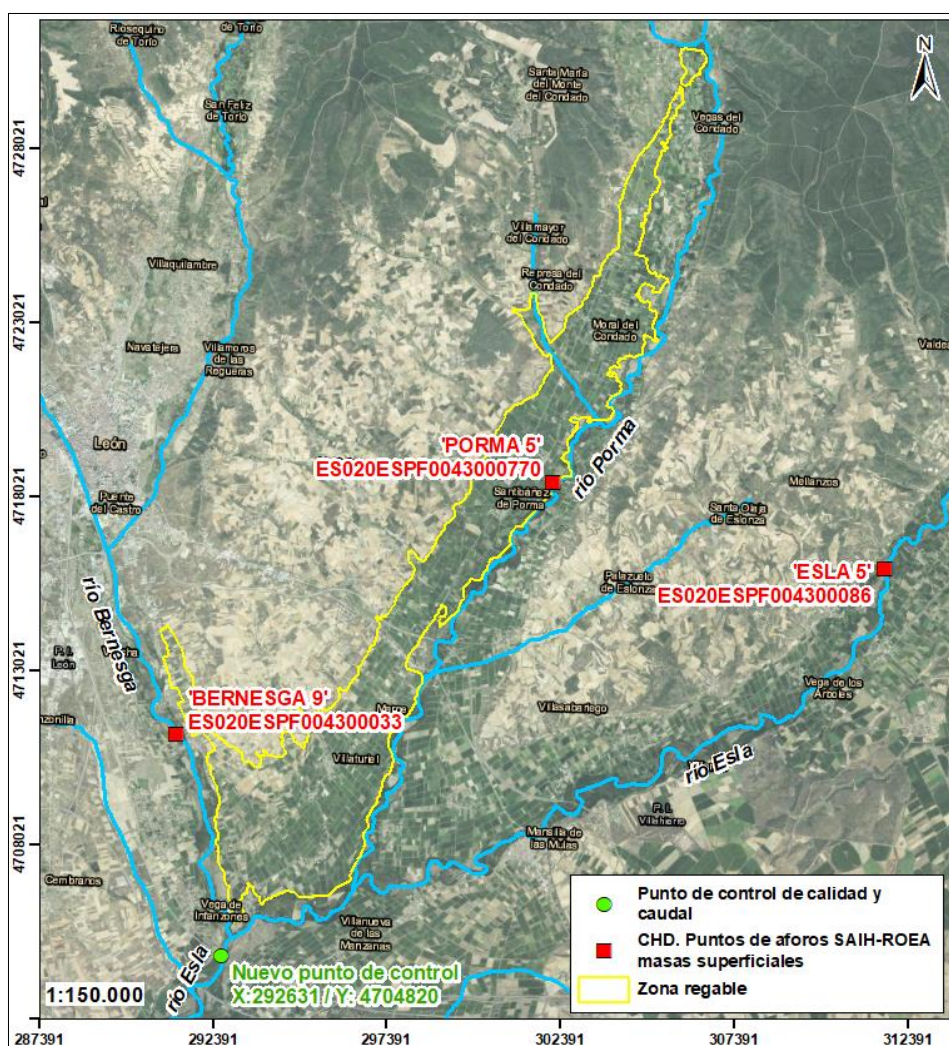 Riosequino
de Torío
de Torío
San Feliz
de Torío
Santa María
del Monte
del Condado
N
Vegas del
Condado
4728021
Villamayor
del Condado
Villaquilambre
Represa del
Condado
4723021
Moral del
Condado
Navatejera
Villamoros
de las
Regueras
León
'PORMA 5'
ES020ESPF0043000770
río Porma
Santibáñez
de Porma
4718021
Puente
del Castro
Mellanzos
Santa Olaja
de Eslonza
'ESLA 5'
ES020ESPF004300086
Palazuelo
de Eslonza
río Bernesga
P. I.
León
4713021
Vega de los
Árboles
'BERNESGA 9'
ES020ESPF004300033
Villasabariego
Villaturiel
río Esla
P. I.
Villahierro
Mansilla de
las Mulas
4708021
Cembranos
Vega de
Infanzones
Villanueva
de las
Manzanas
río Esla
Nuevo punto de control
X:292631 / Y: 4704820
1:150.000
Punto de control de calidad y
caudal
CHD. Puntos de aforos SAIH-ROEA
masas superficiales
Zona regable
287391 292391 297391 302391 307391 312391